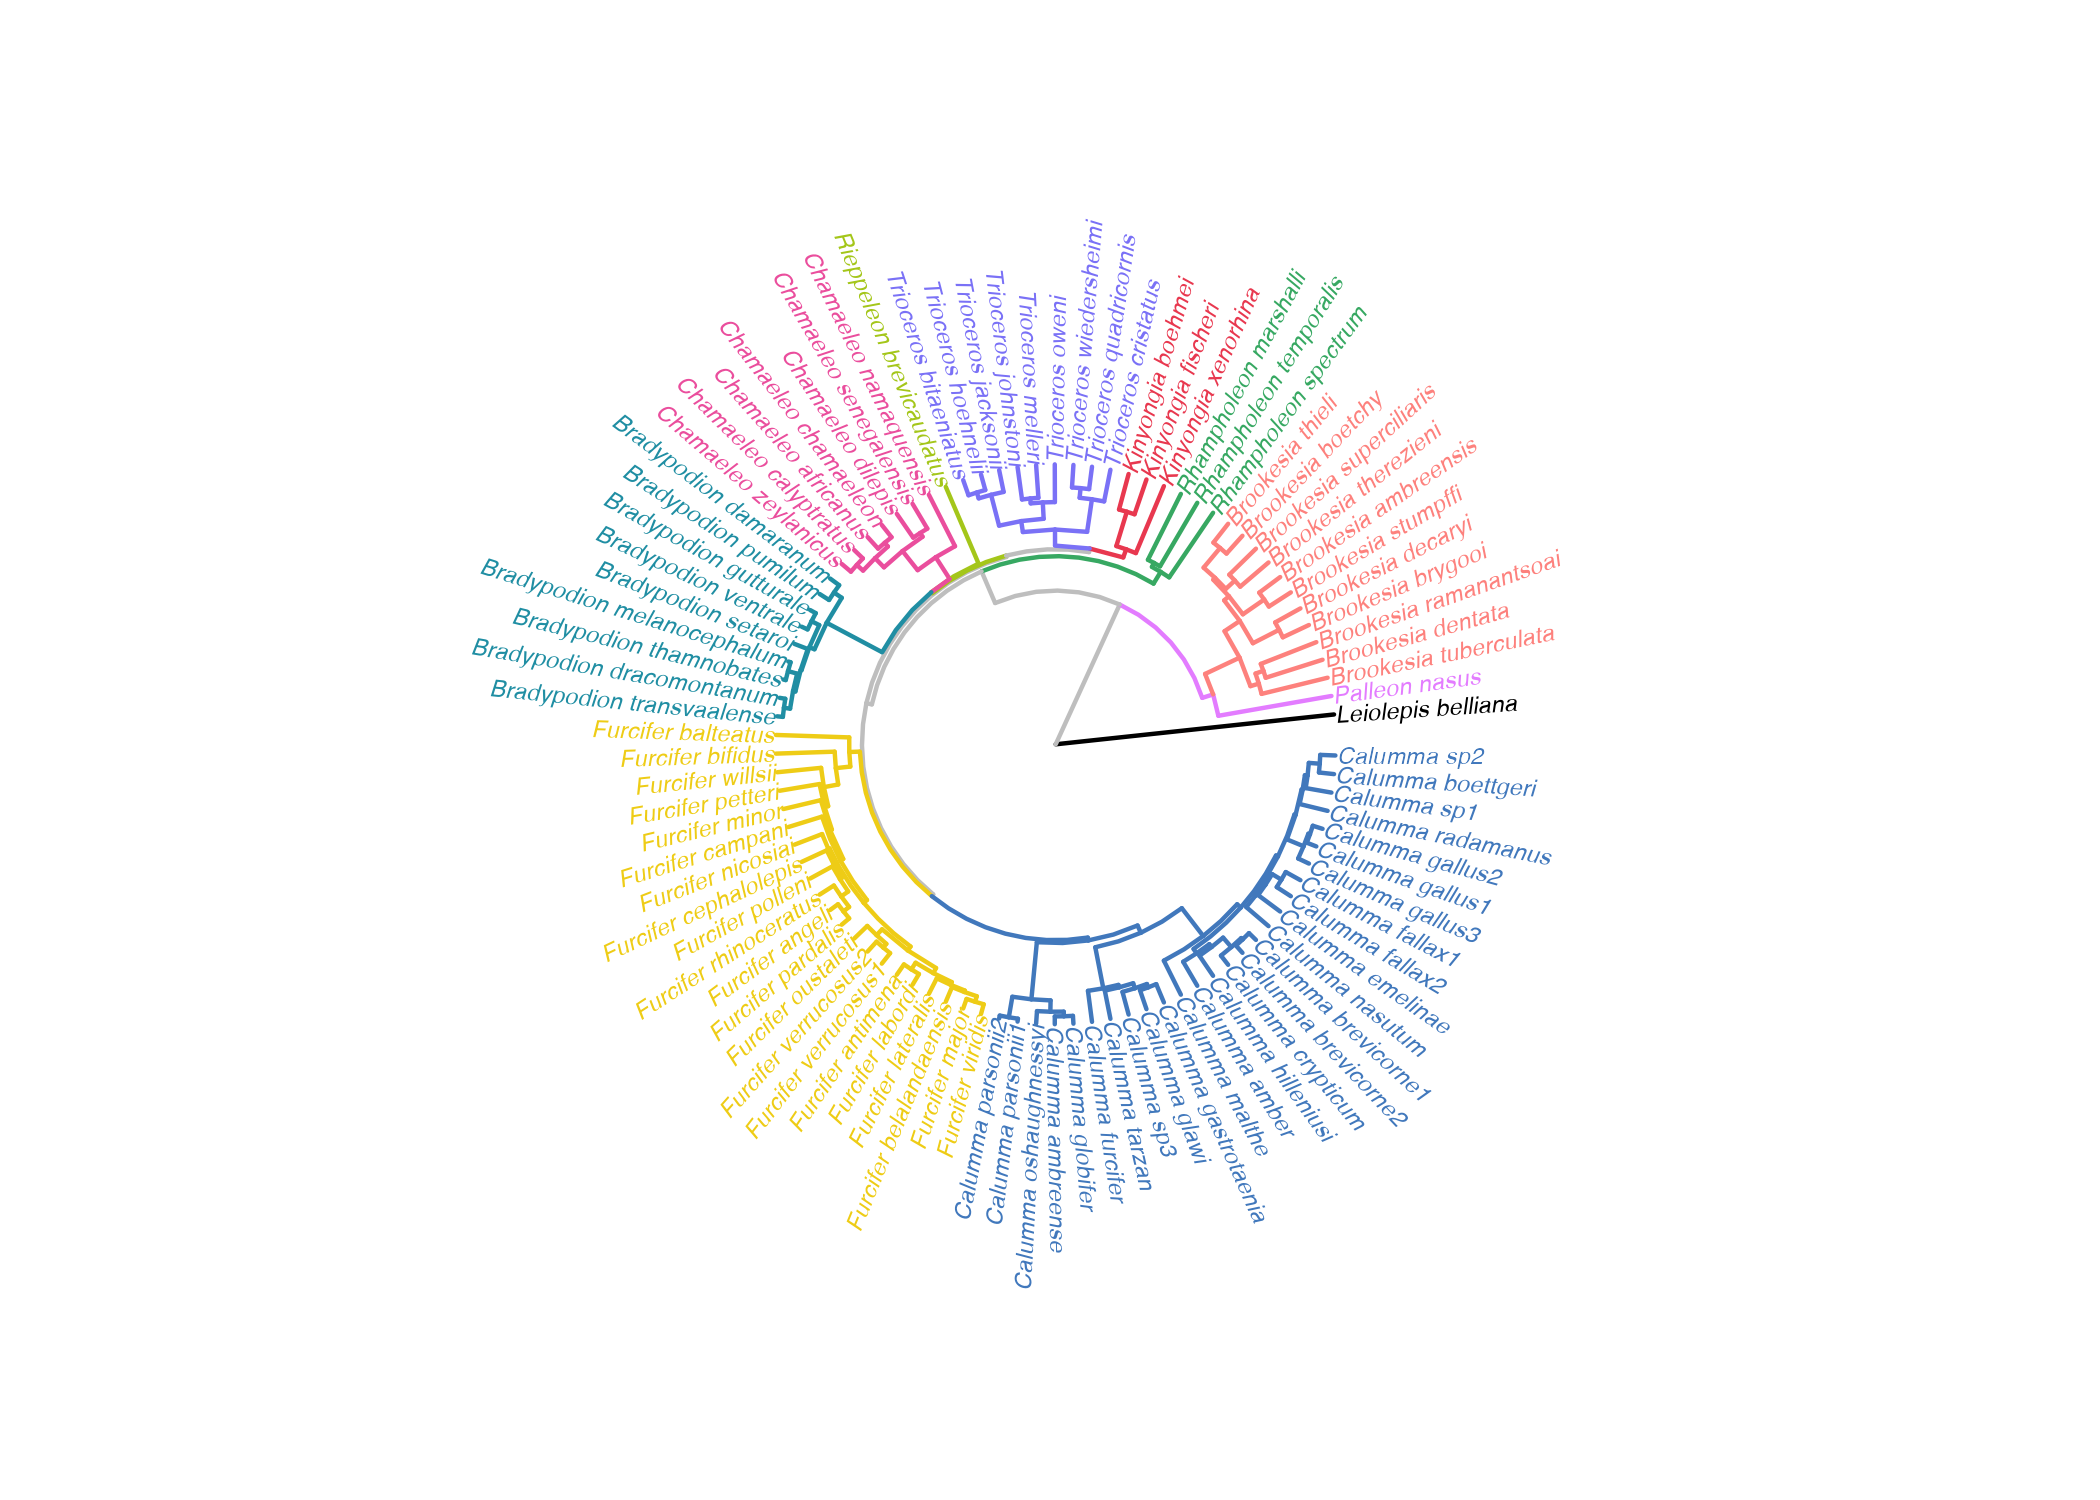 Rieppeleon brevicaudatus
Trioceros bitaeniatus
Trioceros hoehnelii
Trioceros jacksonii
Trioceros johnstoni
Trioceros melleri
Trioceros oweni
Trioceros wiedersheimi
Trioceros quadricornis
Trioceros cristatus
Kinyongia boehmei
Kinyongia fischeri
Kinyongia xenorhina
Rhampholeon marshalli
Rhampholeon temporalis
Rhampholeon spectrum
Brookesia thieli
Brookesia boetchy
Brookesia superciliaris
Brookesia therezieni
Brookesia ambreensis
Brookesia stumpffi
Brookesia decaryi
Brookesia brygooi
Brookesia ramanantsoai
Brookesia dentata
Brookesia tuberculata
Palleon nasus
Leiolepis belliana
Calumma sp2
Calumma boettgeri
Calumma sp1
Calumma radamanus
Calumma gallus2
Calumma gallus1
Calumma gallus3
Calumma fallax1
Calumma fallax2
Calumma emelinae
Calumma nasutum
Calumma brevicorne1
Calumma brevicorne2
Calumma crypticum
Calumma hilleniusi
Calumma amber
Calumma malthe
Calumma gastrotaenia
Calumma glawi
Calumma sp3
Calumma tarzan
Calumma furcifer
Calumma globifer
Calumma ambreense
Calumma oshaughnessyi
Calumma parsonii1
Calumma parsonii2
Furcifer viridis
Furcifer major
Furcifer belalandaensis
Furcifer lateralis
Furcifer labordi
Furcifer antimena
Furcifer verrucosus1
Furcifer verrucosus2
Furcifer oustaleti
Furcifer pardalis
Furcifer angeli
Furcifer rhinoceratus
Furcifer polleni
Furcifer cephalolepis
Furcifer nicosiai
Furcifer campani
Furcifer minor
Furcifer petteri
Furcifer willsii
Furcifer bifidus
Furcifer balteatus
Bradypodion transvaalense
Bradypodion dracomontanum
Bradypodion thamnobates
Bradypodion melanocephalum
Bradypodion setaroi
Bradypodion ventrale
Bradypodion gutturale
Bradypodion pumilum
Bradypodion damaranum
Chamaeleo zeylanicus
Chamaeleo calyptratus
Chamaeleo africanus
Chamaeleo chamaeleon
Chamaeleo dilepis
Chamaeleo senegalensis
Chamaeleo namaquensis